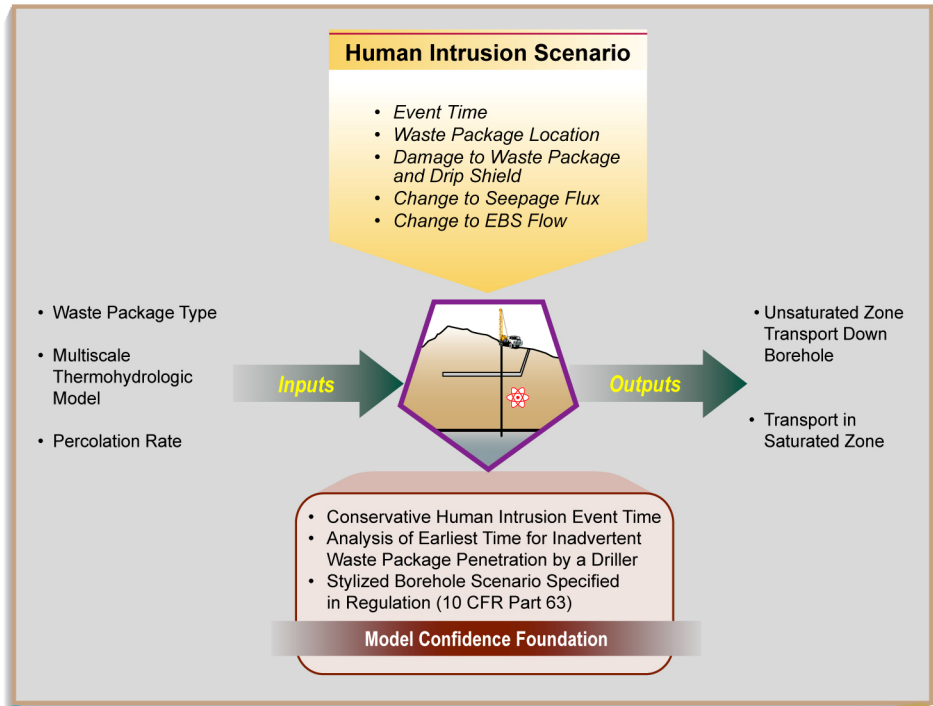 Human Intrusion Scenario
• Event Time
• Waste Package Location
• Damage to Waste Package
and Drip Shield
• Change to Seepage Flux
• Change to EBS Flow
• Waste Package Type
• Multiscale
Thermohydrologic
Model
• Percolation Rate
Inputs
Outputs
• Unsaturated Zone
Transport Down
Borehole
• Transport in
Saturated Zone
• Conservative Human Intrusion Event Time
• Analysis of Earliest Time for Inadvertent
Waste Package Penetration by a Driller
• Stylized Borehole Scenario Specified
in Regulation (10 CFR Part 63)
Model Confidence Foundation